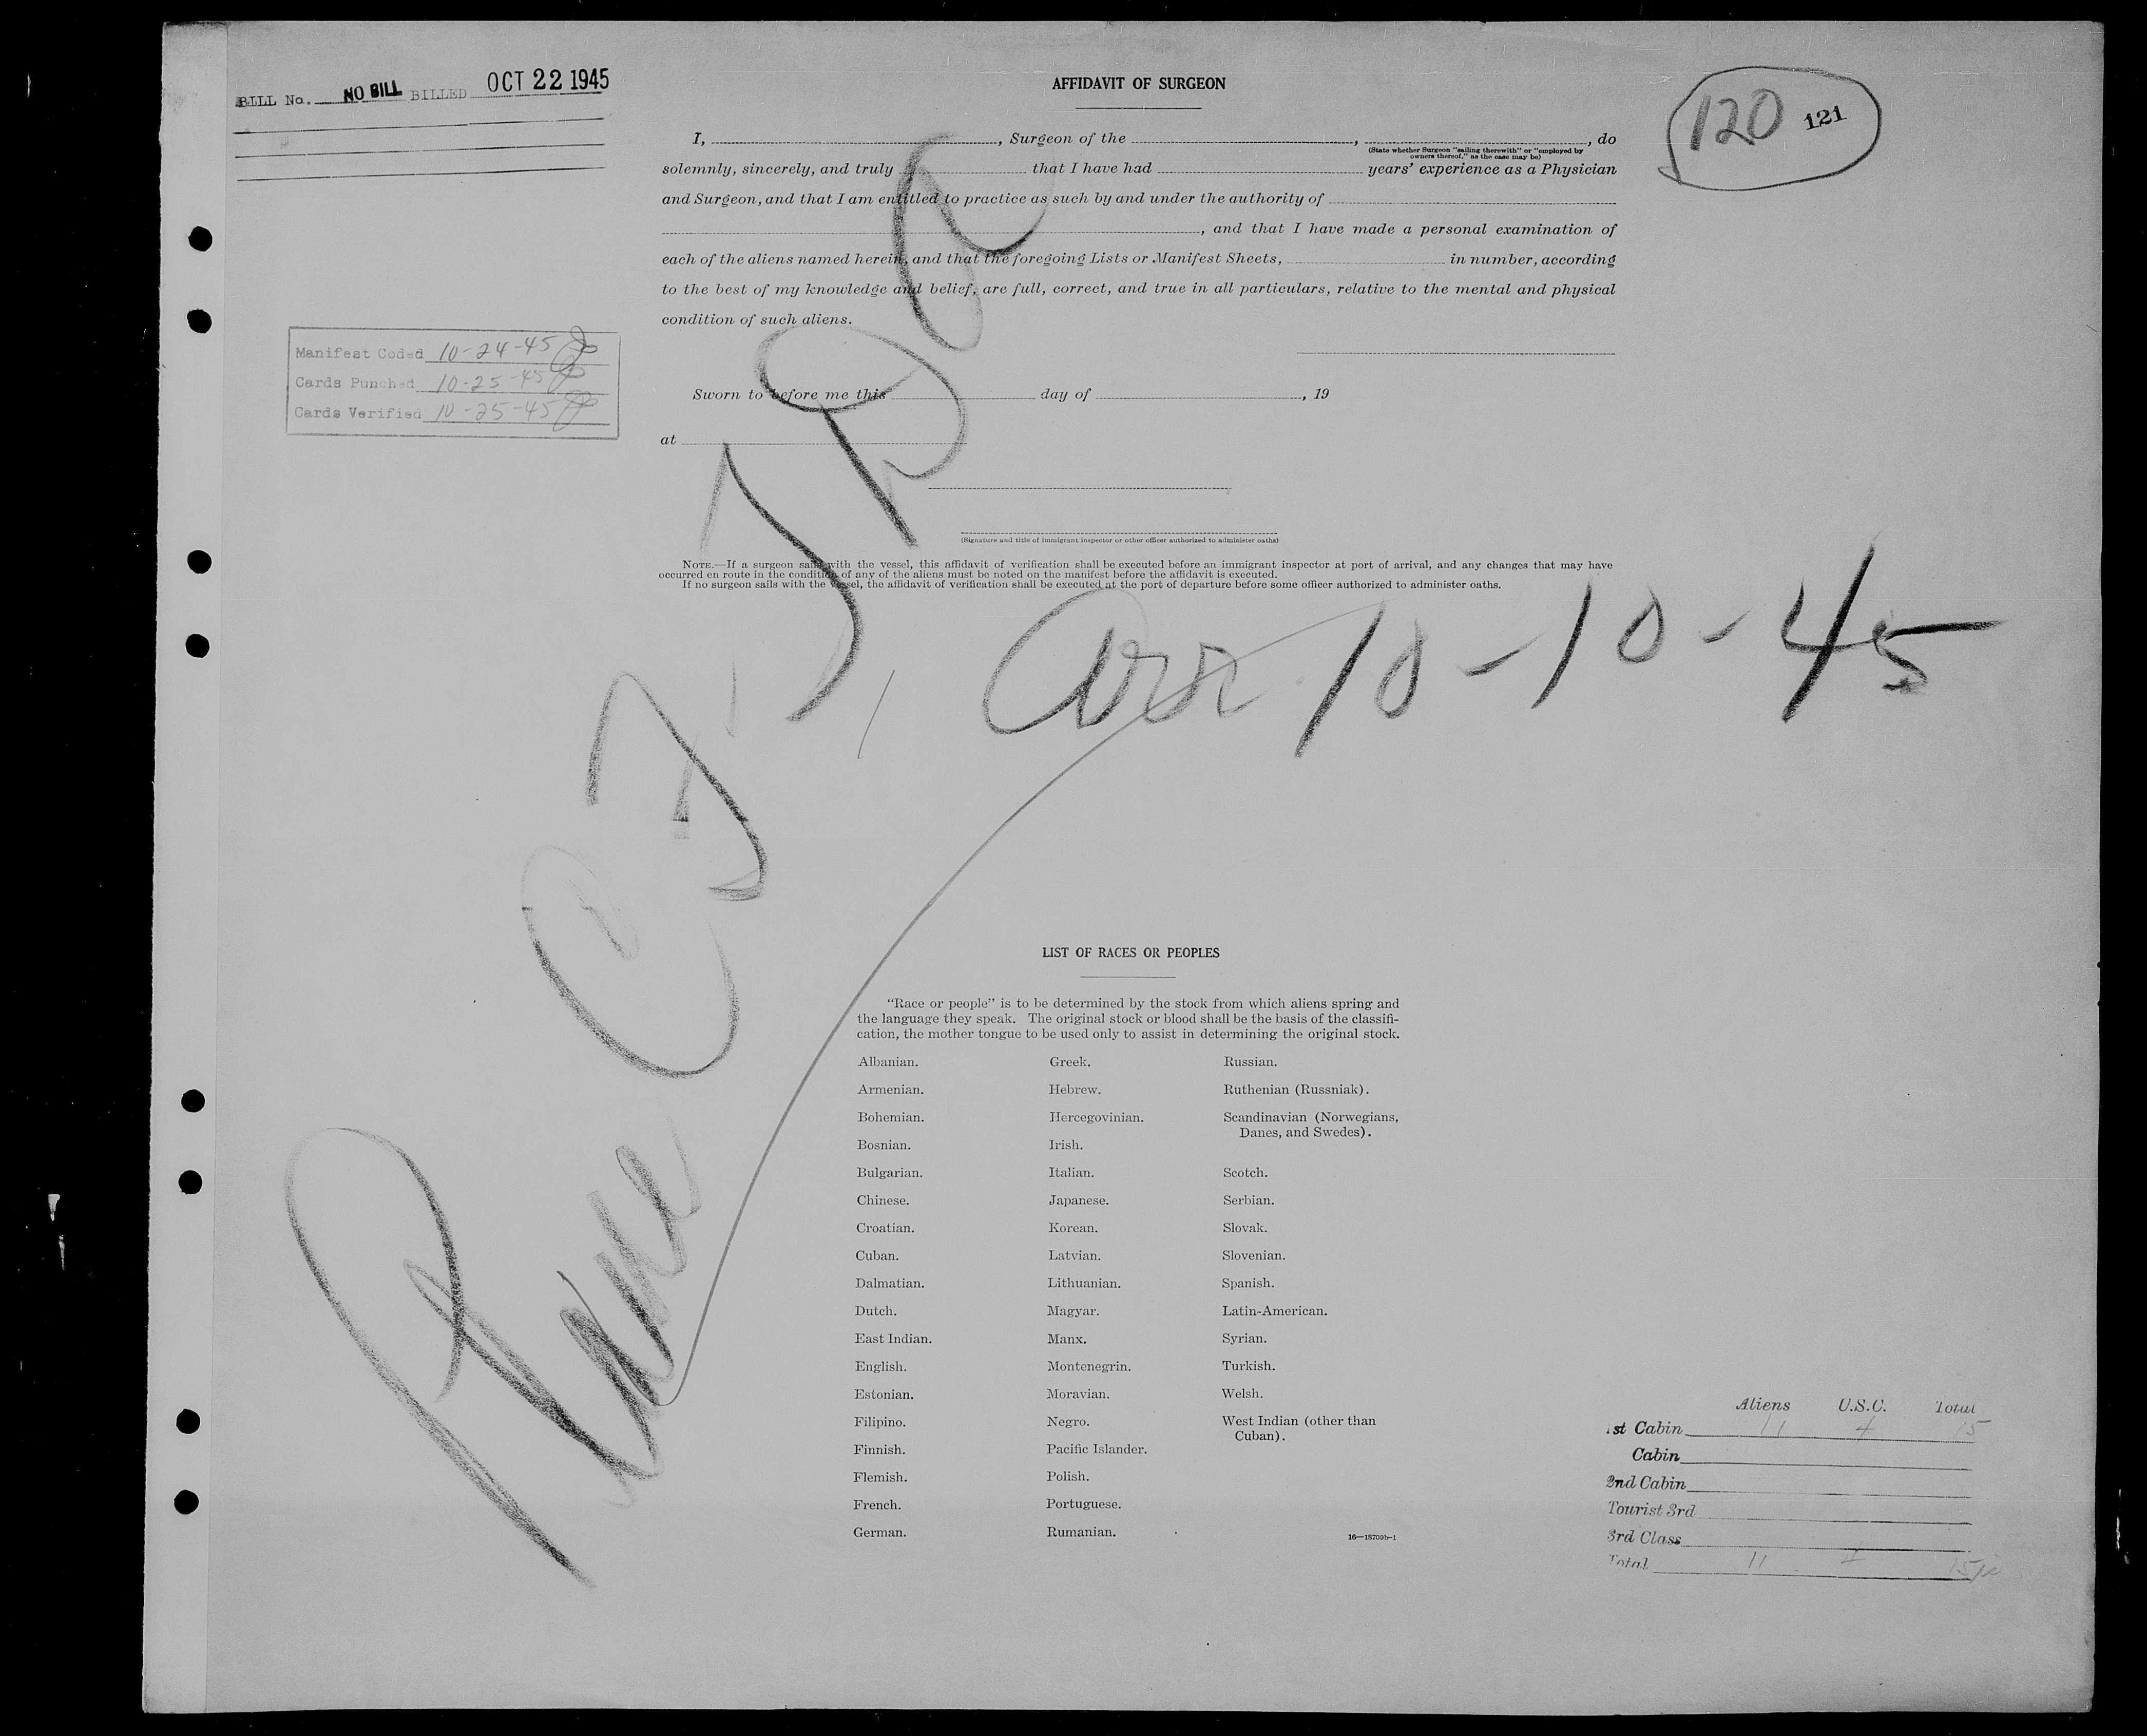 BILL No. NO BILL BILLED OCT 22 1945
AFFIDAVIT OF SURGEON
120 121
I, , Surgeon of the , , do
(State whether Surgeon "sailing therewith" or "employed by
owners thereof," as the case may be)
solemnly, sincerely, and truly that I have had years' experience as a Physician
and Surgeon, and that I am entitled to practice as such by and under the authority of
, and that I have made a personal examination of
each of the aliens named herein, and that the foregoing Lists or Manifest Sheets, in number, according
to the best of my knowledge and belief, are full, correct, and true in all particulars, relative to the mental and physical
condition of such aliens.
Manifest Coded 10-24-45
Cards Punched 10-25-45
Cards Verified 10-25-45
Sworn to before me this day of , 19
at
(Signature and title of immigrant inspector or other officer authorized to administer oaths)
NOTE.—If a surgeon sails with the vessel, this affidavit of verification shall be executed before an immigrant inspector at port of arrival, and any changes that may have
occurred en route in the condition of any of the aliens must be noted on the manifest before the affidavit is executed.
If no surgeon sails with the vessel, the affidavit of verification shall be executed at the port of departure before some officer authorized to administer oaths.
Plane
Arr 10-10-45
LIST OF RACES OR PEOPLES
"Race or people" is to be determined by the stock from which aliens spring and
the language they speak. The original stock or blood shall be the basis of the classifi-
cation, the mother tongue to be used only to assist in determining the original stock.
Albanian. Greek. Russian.
Armenian. Hebrew. Ruthenian (Russniak).
Bohemian. Hercegovinian. Scandinavian (Norwegians,
Danes, and Swedes).
Bosnian. Irish.
Bulgarian. Italian. Scotch.
Chinese. Japanese. Serbian.
Croatian. Korean. Slovak.
Cuban. Latvian. Slovenian.
Dalmatian. Lithuanian. Spanish.
Dutch. Magyar. Latin-American.
East Indian. Manx. Syrian.
English. Montenegrin. Turkish.
Estonian. Moravian. Welsh.
Filipino. Negro. West Indian (other than
Cuban).
Finnish. Pacific Islander.
Flemish. Polish.
French. Portuguese.
German. Rumanian.
16—18709b-1
Aliens U.S.C. Total
1st Cabin 11 4 15
Cabin
2nd Cabin
Tourist 3rd
3rd Class
Total 11 4 15